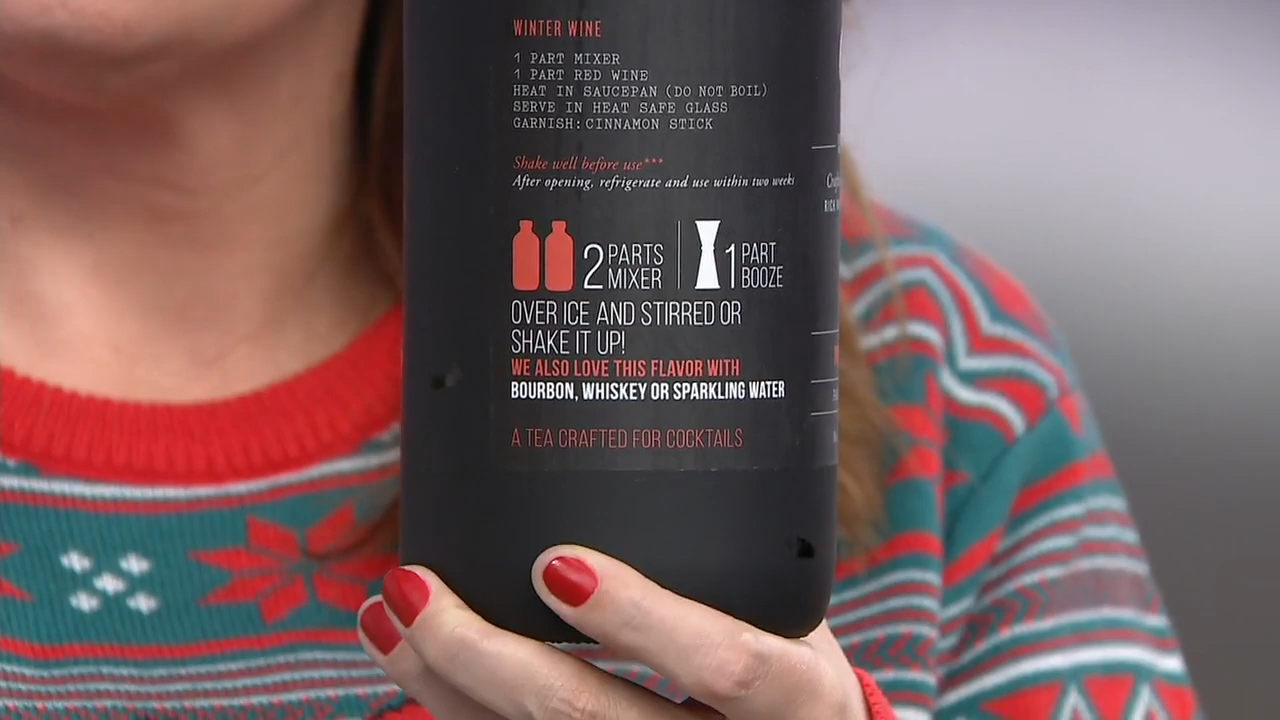 WINTER WINE
1 PART MIXER
1 PART RED WINE
HEAT IN SAUCEPAN (DO NOT BOIL)
SERVE IN HEAT SAFE GLASS
GARNISH: CINNAMON STICK
Shake well before use***
After opening, refrigerate and use within two weeks
2 PARTS MIXER
1 PART BOOZE
OVER ICE AND STIRRED OR
SHAKE IT UP!
WE ALSO LOVE THIS FLAVOR WITH
BOURBON, WHISKEY OR SPARKLING WATER
A TEA CRAFTED FOR COCKTAILS